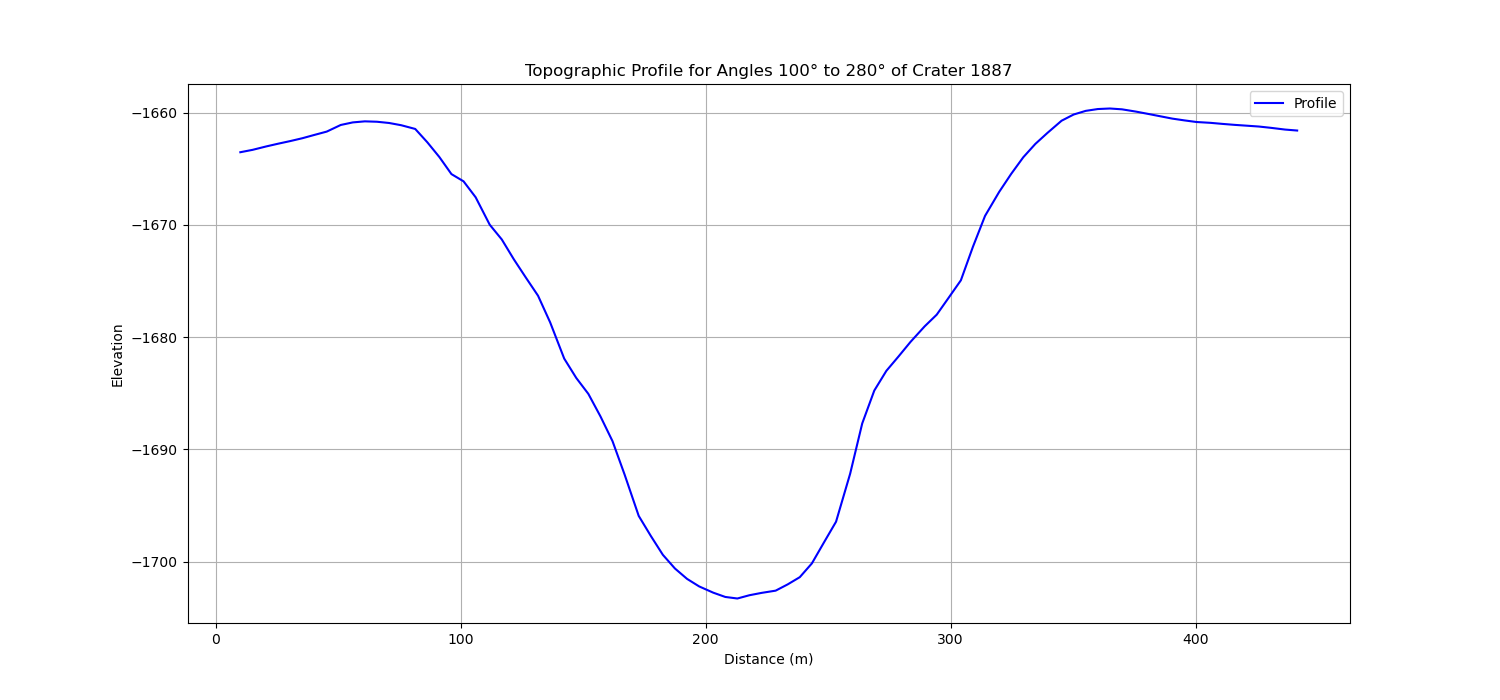 Topographic Profile for Angles 100° to 280° of Crater 1887
Profile
−1660
−1670
−1680
−1690
−1700
Elevation
0
100
200
300
400
Distance (m)